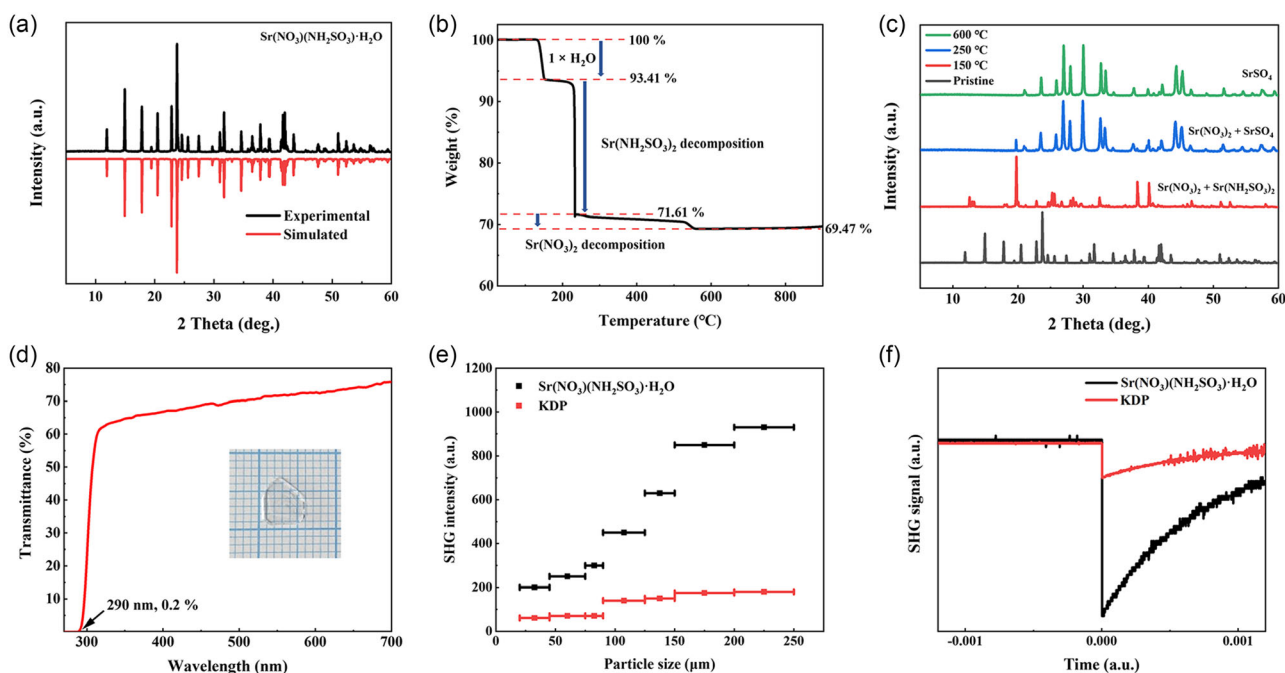 (a)
Sr(NO₃)(NH₂SO₃)·H₂O
Intensity (a.u.)
Experimental
Simulated
10 20 30 40 50 60
2 Theta (deg.)
(b)
100
90
80
70
60
Weight (%)
100 %
1 × H₂O
93.41 %
Sr(NH₂SO₃)₂ decomposition
71.61 %
69.47 %
Sr(NO₃)₂ decomposition
200 400 600 800
Temperature (℃)
(c)
Intensity (a.u.)
600 ℃
250 ℃
150 ℃
Pristine
SrSO₄
Sr(NO₃)₂ + SrSO₄
Sr(NO₃)₂ + Sr(NH₂SO₃)₂
10 20 30 40 50 60
2 Theta (deg.)
(d)
80
70
60
50
40
30
20
10
Transmittance (%)
290 nm, 0.2 %
300 400 500 600 700
Wavelength (nm)
(e)
1200
1000
800
600
400
200
0
SHG intensity (a.u.)
Sr(NO₃)(NH₂SO₃)·H₂O
KDP
0 50 100 150 200 250
Particle size (μm)
(f)
SHG signal (a.u.)
Sr(NO₃)(NH₂SO₃)·H₂O
KDP
-0.001 0.000 0.001
Time (a.u.)